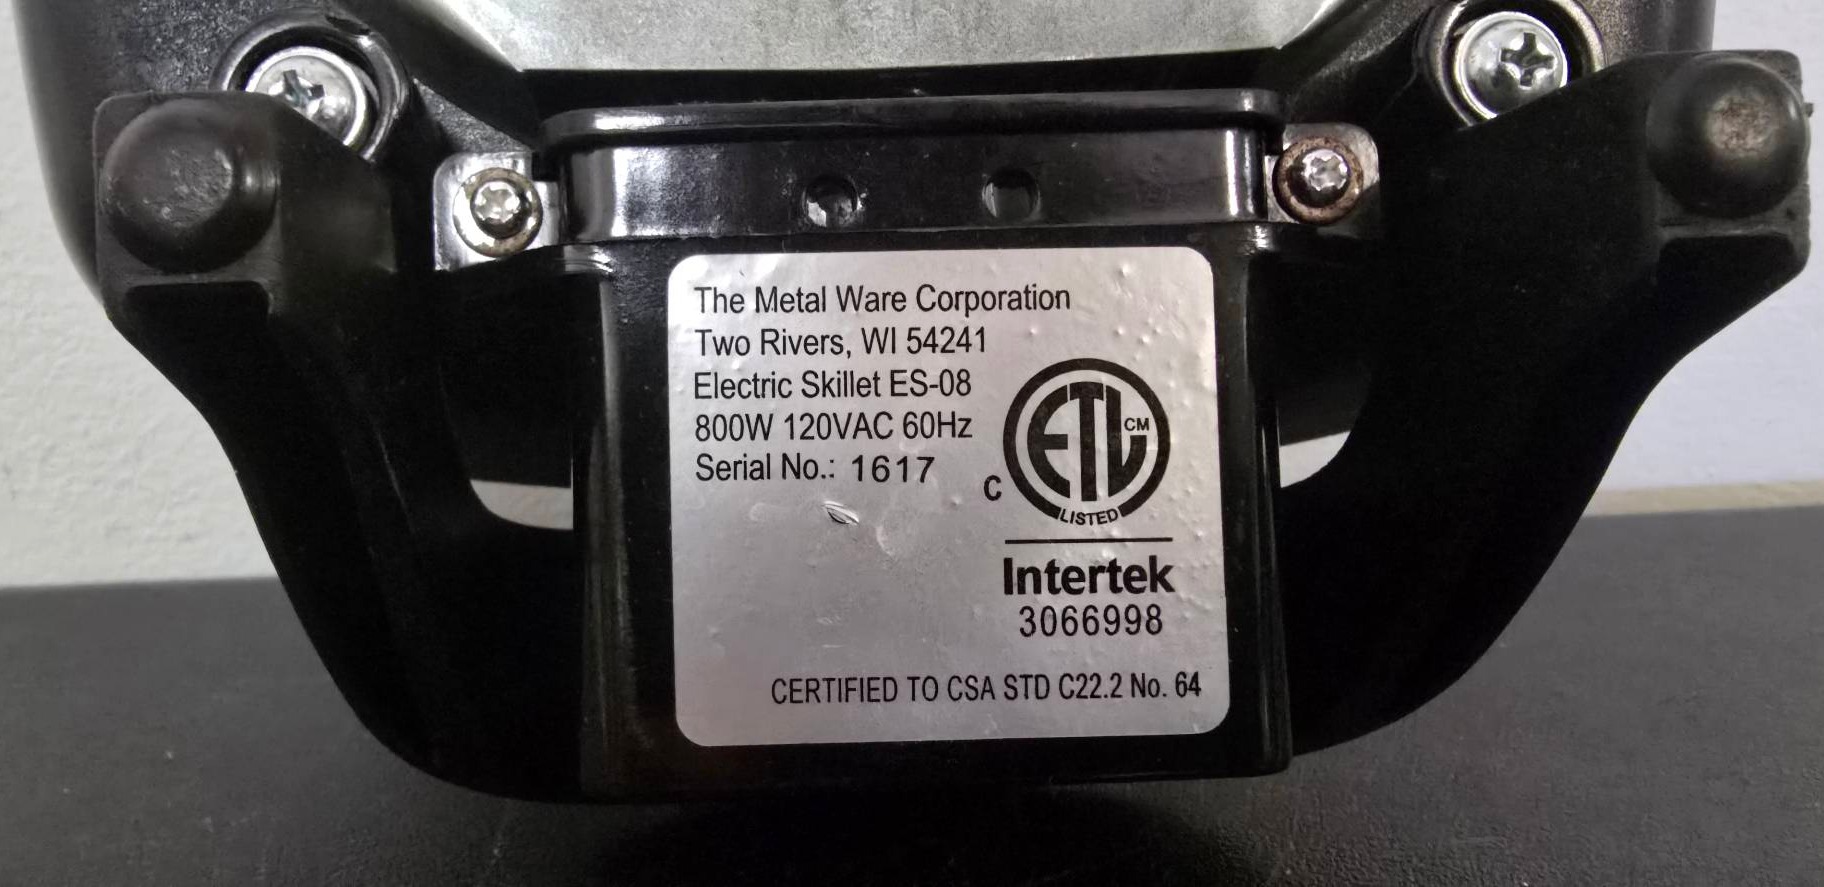 The Metal Ware Corporation
Two Rivers, WI 54241
Electric Skillet ES-08
800W 120VAC 60Hz
Serial No.: 1617
C ETL CM
LISTED
Intertek
3066998
CERTIFIED TO CSA STD C22.2 No. 64